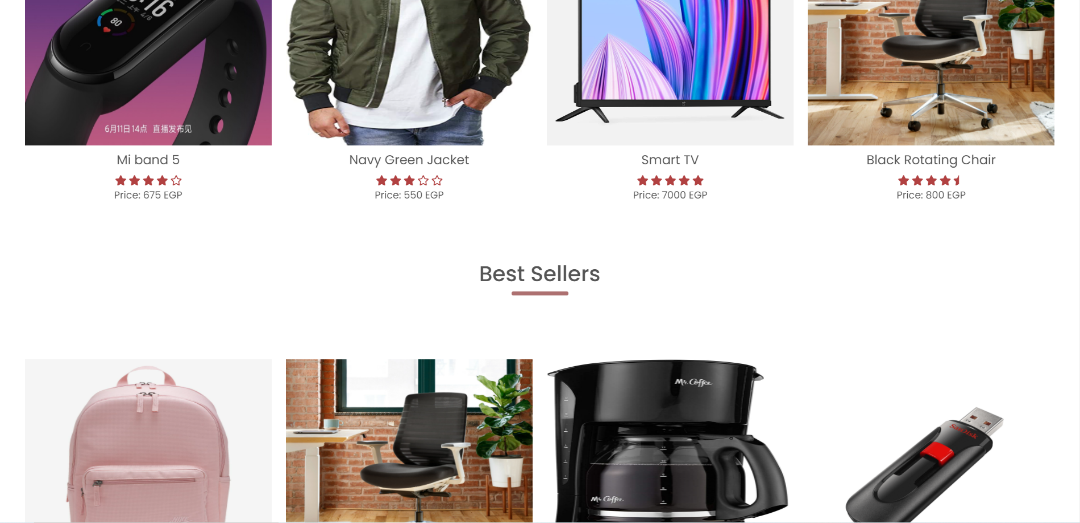 16
80
6月11日14点 直播发布见
Mi band 5
Navy Green Jacket
Smart TV
Black Rotating Chair
Price: 675 EGP
Price: 550 EGP
Price: 7000 EGP
Price: 800 EGP
Best Sellers
Mr. Coffee
Mr. Coffee
SanDisk